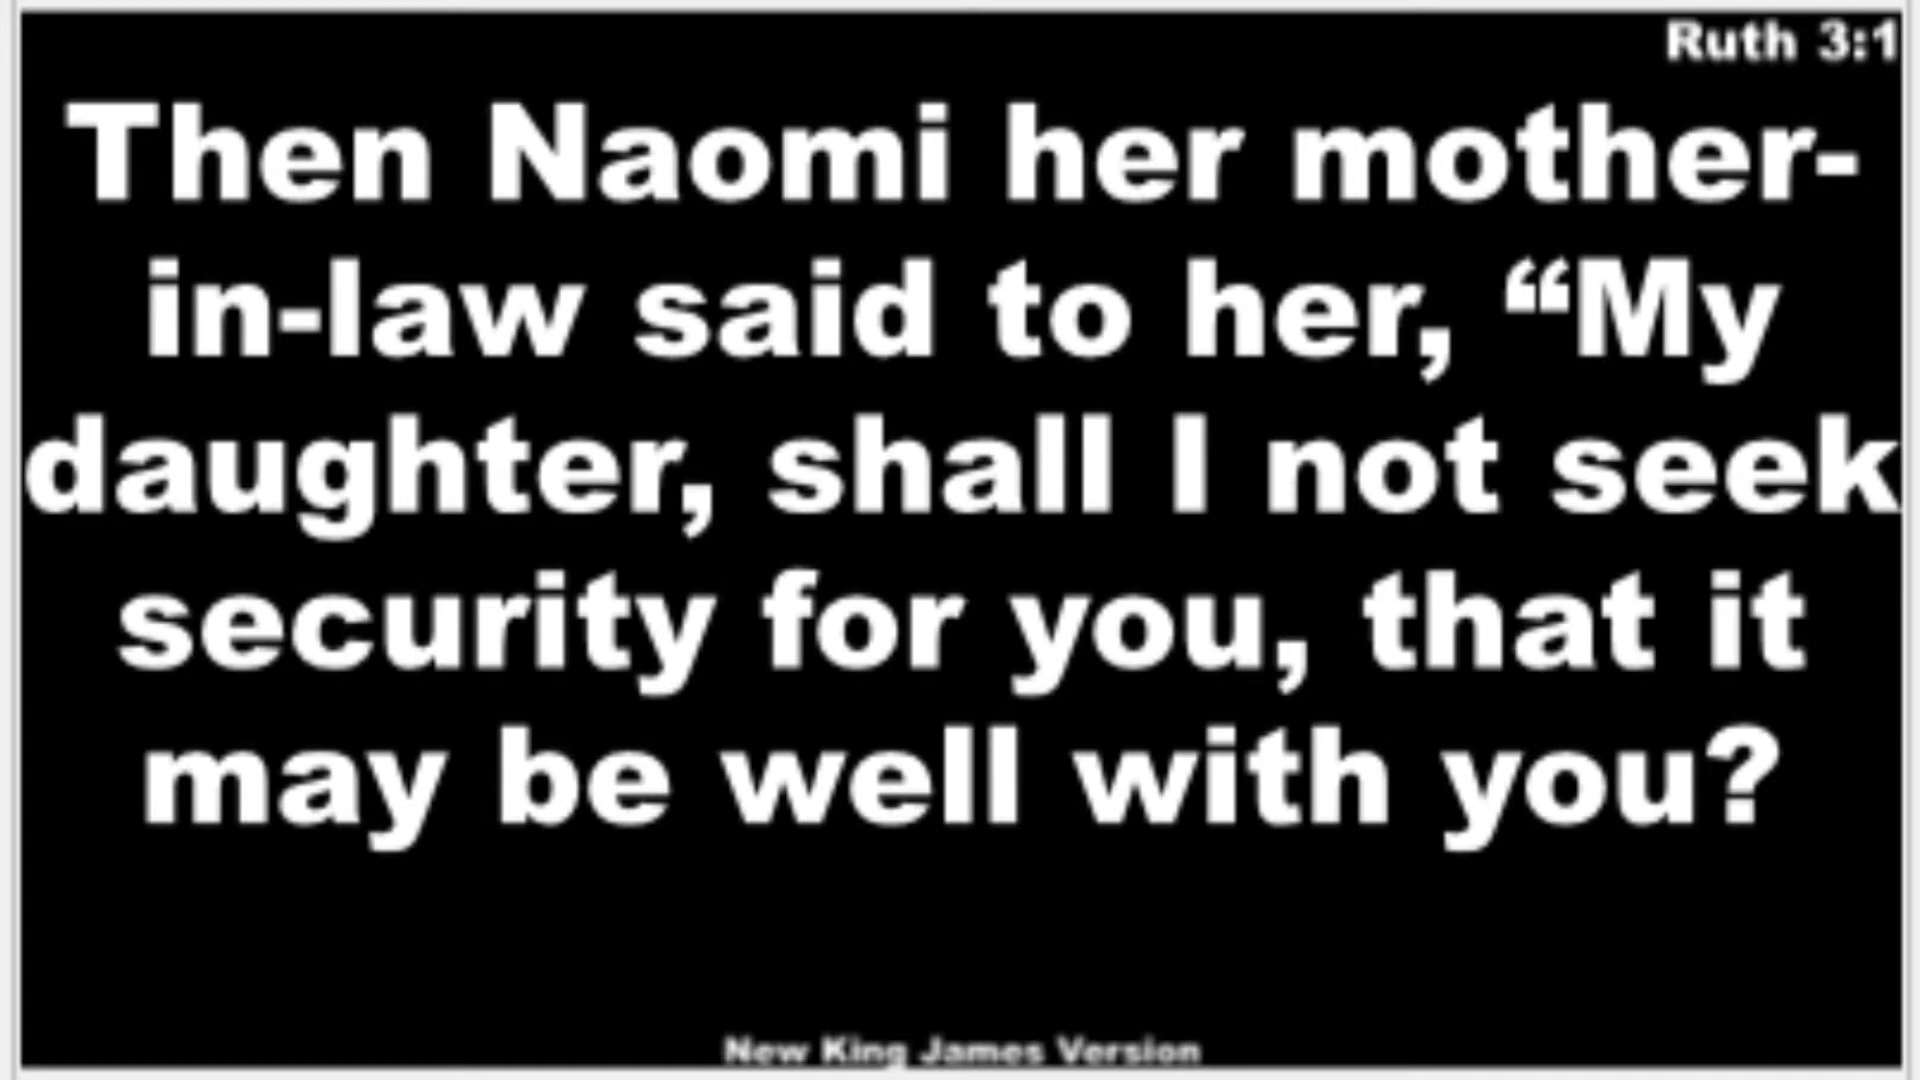 Ruth 3:1
Then Naomi her mother-
in-law said to her, “My
daughter, shall I not seek
security for you, that it
may be well with you?
New King James Version